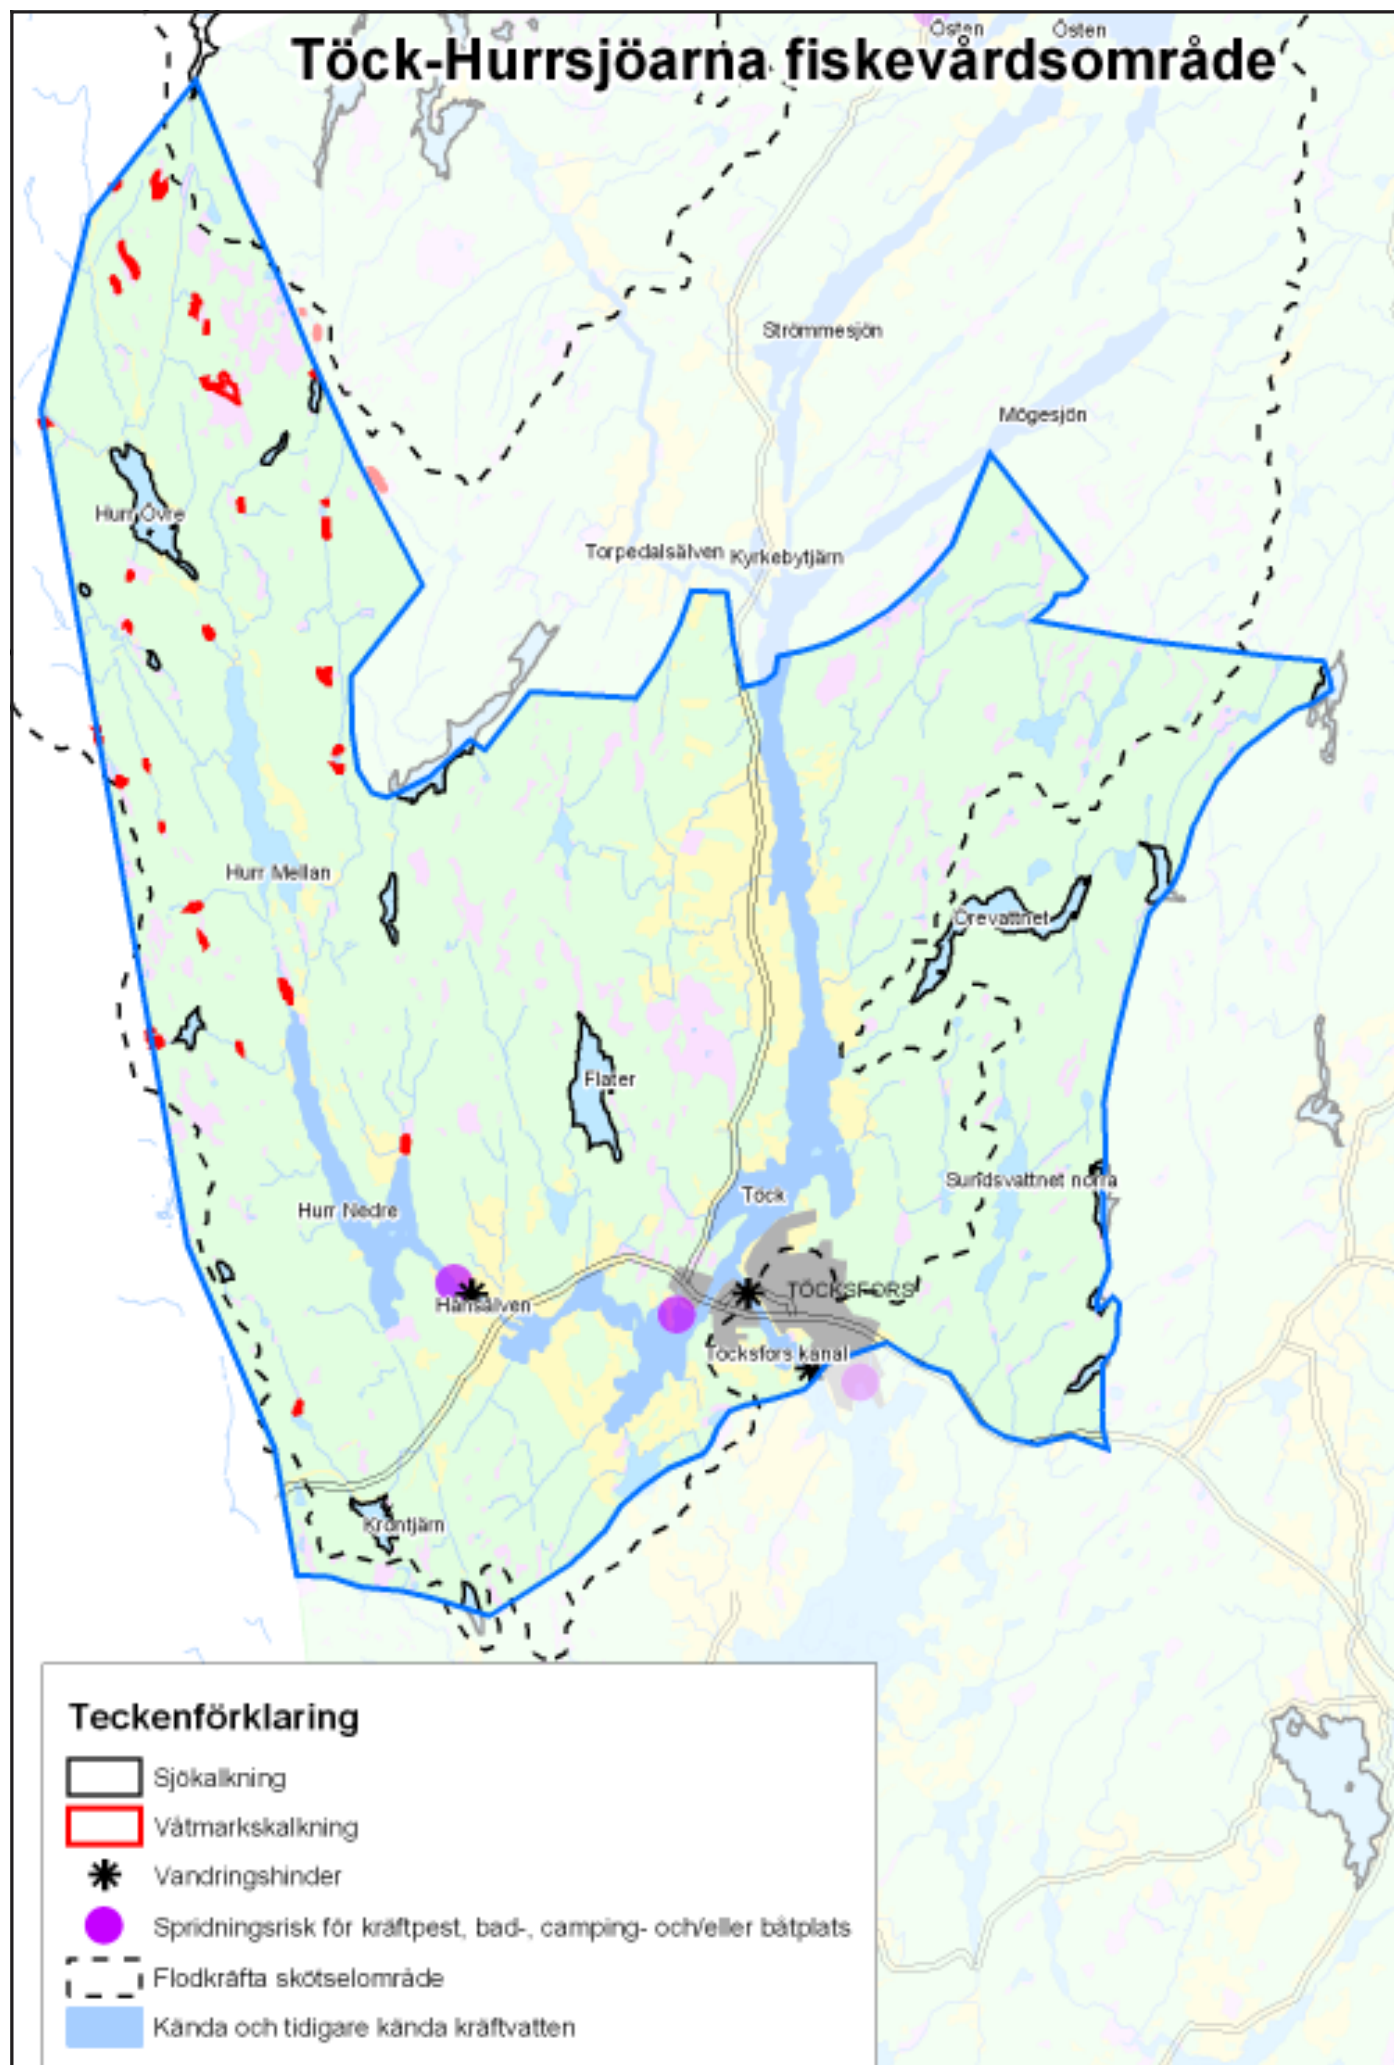 Östen
Östen
Töck-Hurrsjöarna fiskevårdsområde
Strömmesjön
Mögesjön
Hurr Övre
Torpedalsälven
Kyrkebytjärn
Hurr Mellan
Örevattnet
Flater
Sundsvattnet norra
Töck
Hurr Nedre
TÖCKSFORS
Hånsälven
Töcksfors kanal
Krontjärn
Teckenförklaring
Sjökalkning
Våtmarkskalkning
Vandringshinder
Spridningsrisk för kräftpest, bad-, camping- och/eller båtplats
Flodkräfta skötselområde
Kända och tidigare kända kräftvatten